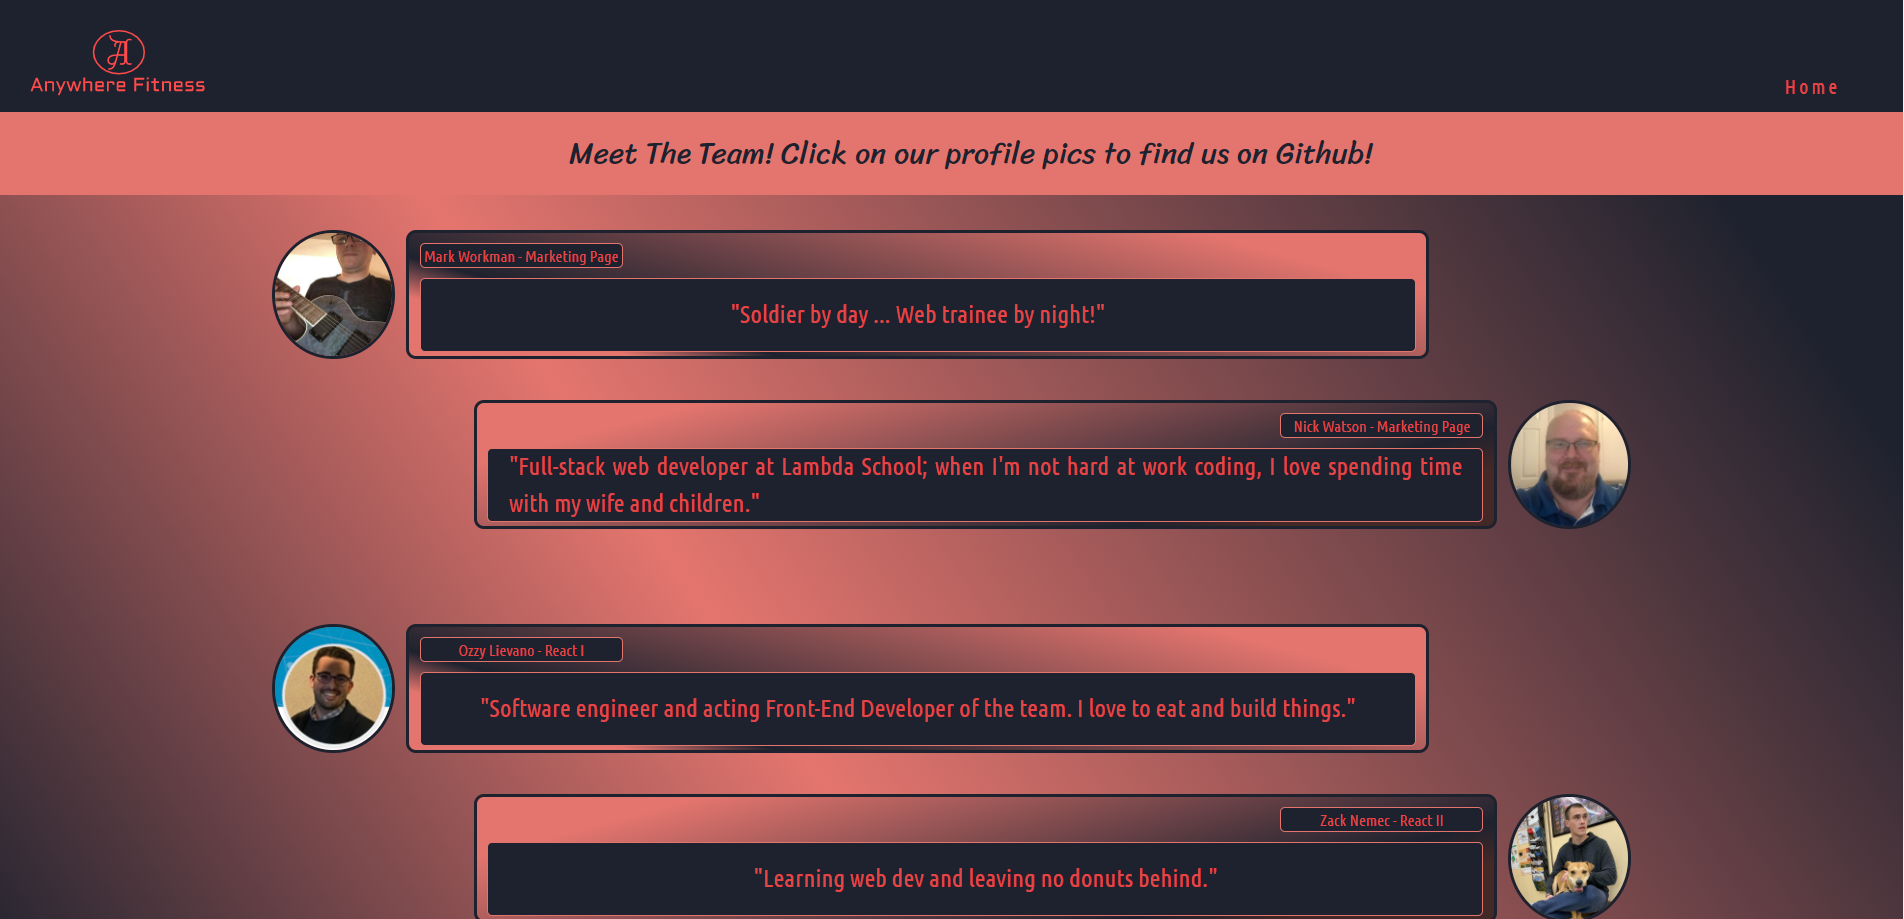 A
Anywhere Fitness
Home
Meet The Team! Click on our profile pics to find us on Github!
Mark Workman - Marketing Page
"Soldier by day ... Web trainee by night!"
Nick Watson - Marketing Page
"Full-stack web developer at Lambda School; when I'm not hard at work coding, I love spending time
with my wife and children."
Ozzy Lievano - React I
"Software engineer and acting Front-End Developer of the team. I love to eat and build things."
Zack Nemec - React II
"Learning web dev and leaving no donuts behind."